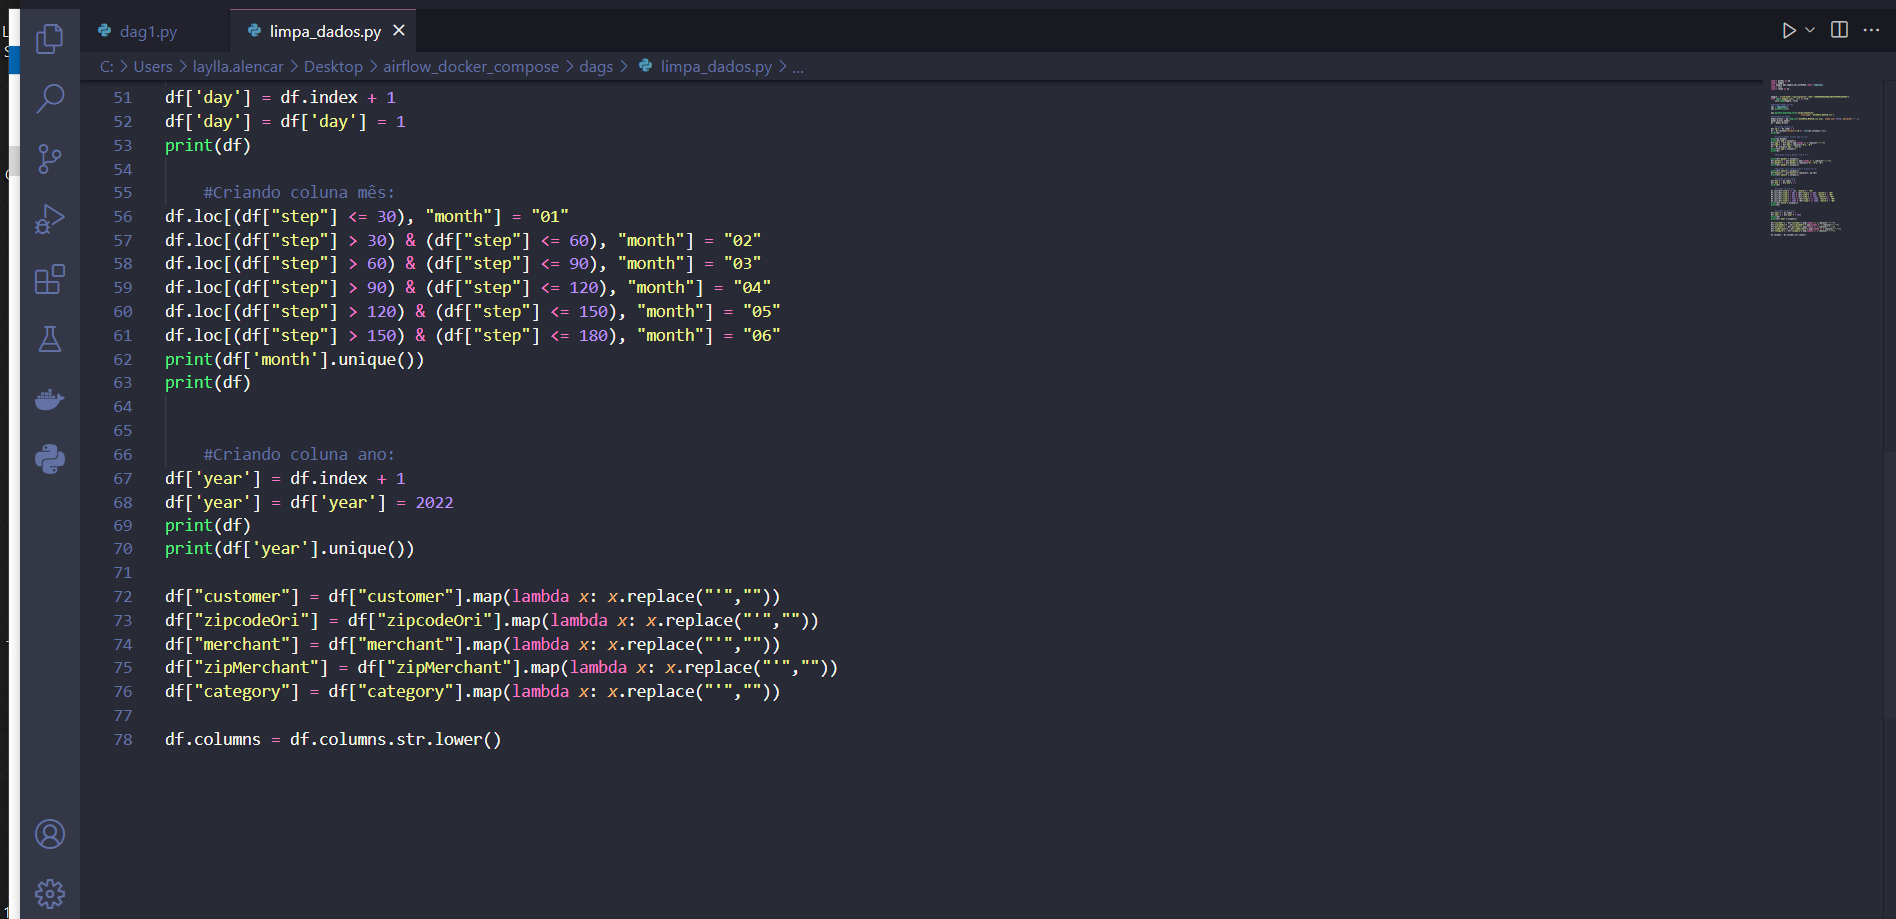 dag1.py
limpa_dados.py
C: > Users > laylla.alencar > Desktop > airflow_docker_compose > dags > limpa_dados.py > ...
51 df['day'] = df.index + 1
52 df['day'] = df['day'] = 1
53 print(df)
54
55 #Criando coluna mês:
56 df.loc[(df["step"] <= 30), "month"] = "01"
57 df.loc[(df["step"] > 30) & (df["step"] <= 60), "month"] = "02"
58 df.loc[(df["step"] > 60) & (df["step"] <= 90), "month"] = "03"
59 df.loc[(df["step"] > 90) & (df["step"] <= 120), "month"] = "04"
60 df.loc[(df["step"] > 120) & (df["step"] <= 150), "month"] = "05"
61 df.loc[(df["step"] > 150) & (df["step"] <= 180), "month"] = "06"
62 print(df['month'].unique())
63 print(df)
64
65
66 #Criando coluna ano:
67 df['year'] = df.index + 1
68 df['year'] = df['year'] = 2022
69 print(df)
70 print(df['year'].unique())
71
72 df["customer"] = df["customer"].map(lambda x: x.replace("'",""))
73 df["zipcodeOri"] = df["zipcodeOri"].map(lambda x: x.replace("'",""))
74 df["merchant"] = df["merchant"].map(lambda x: x.replace("'",""))
75 df["zipMerchant"] = df["zipMerchant"].map(lambda x: x.replace("'",""))
76 df["category"] = df["category"].map(lambda x: x.replace("'",""))
77
78 df.columns = df.columns.str.lower()